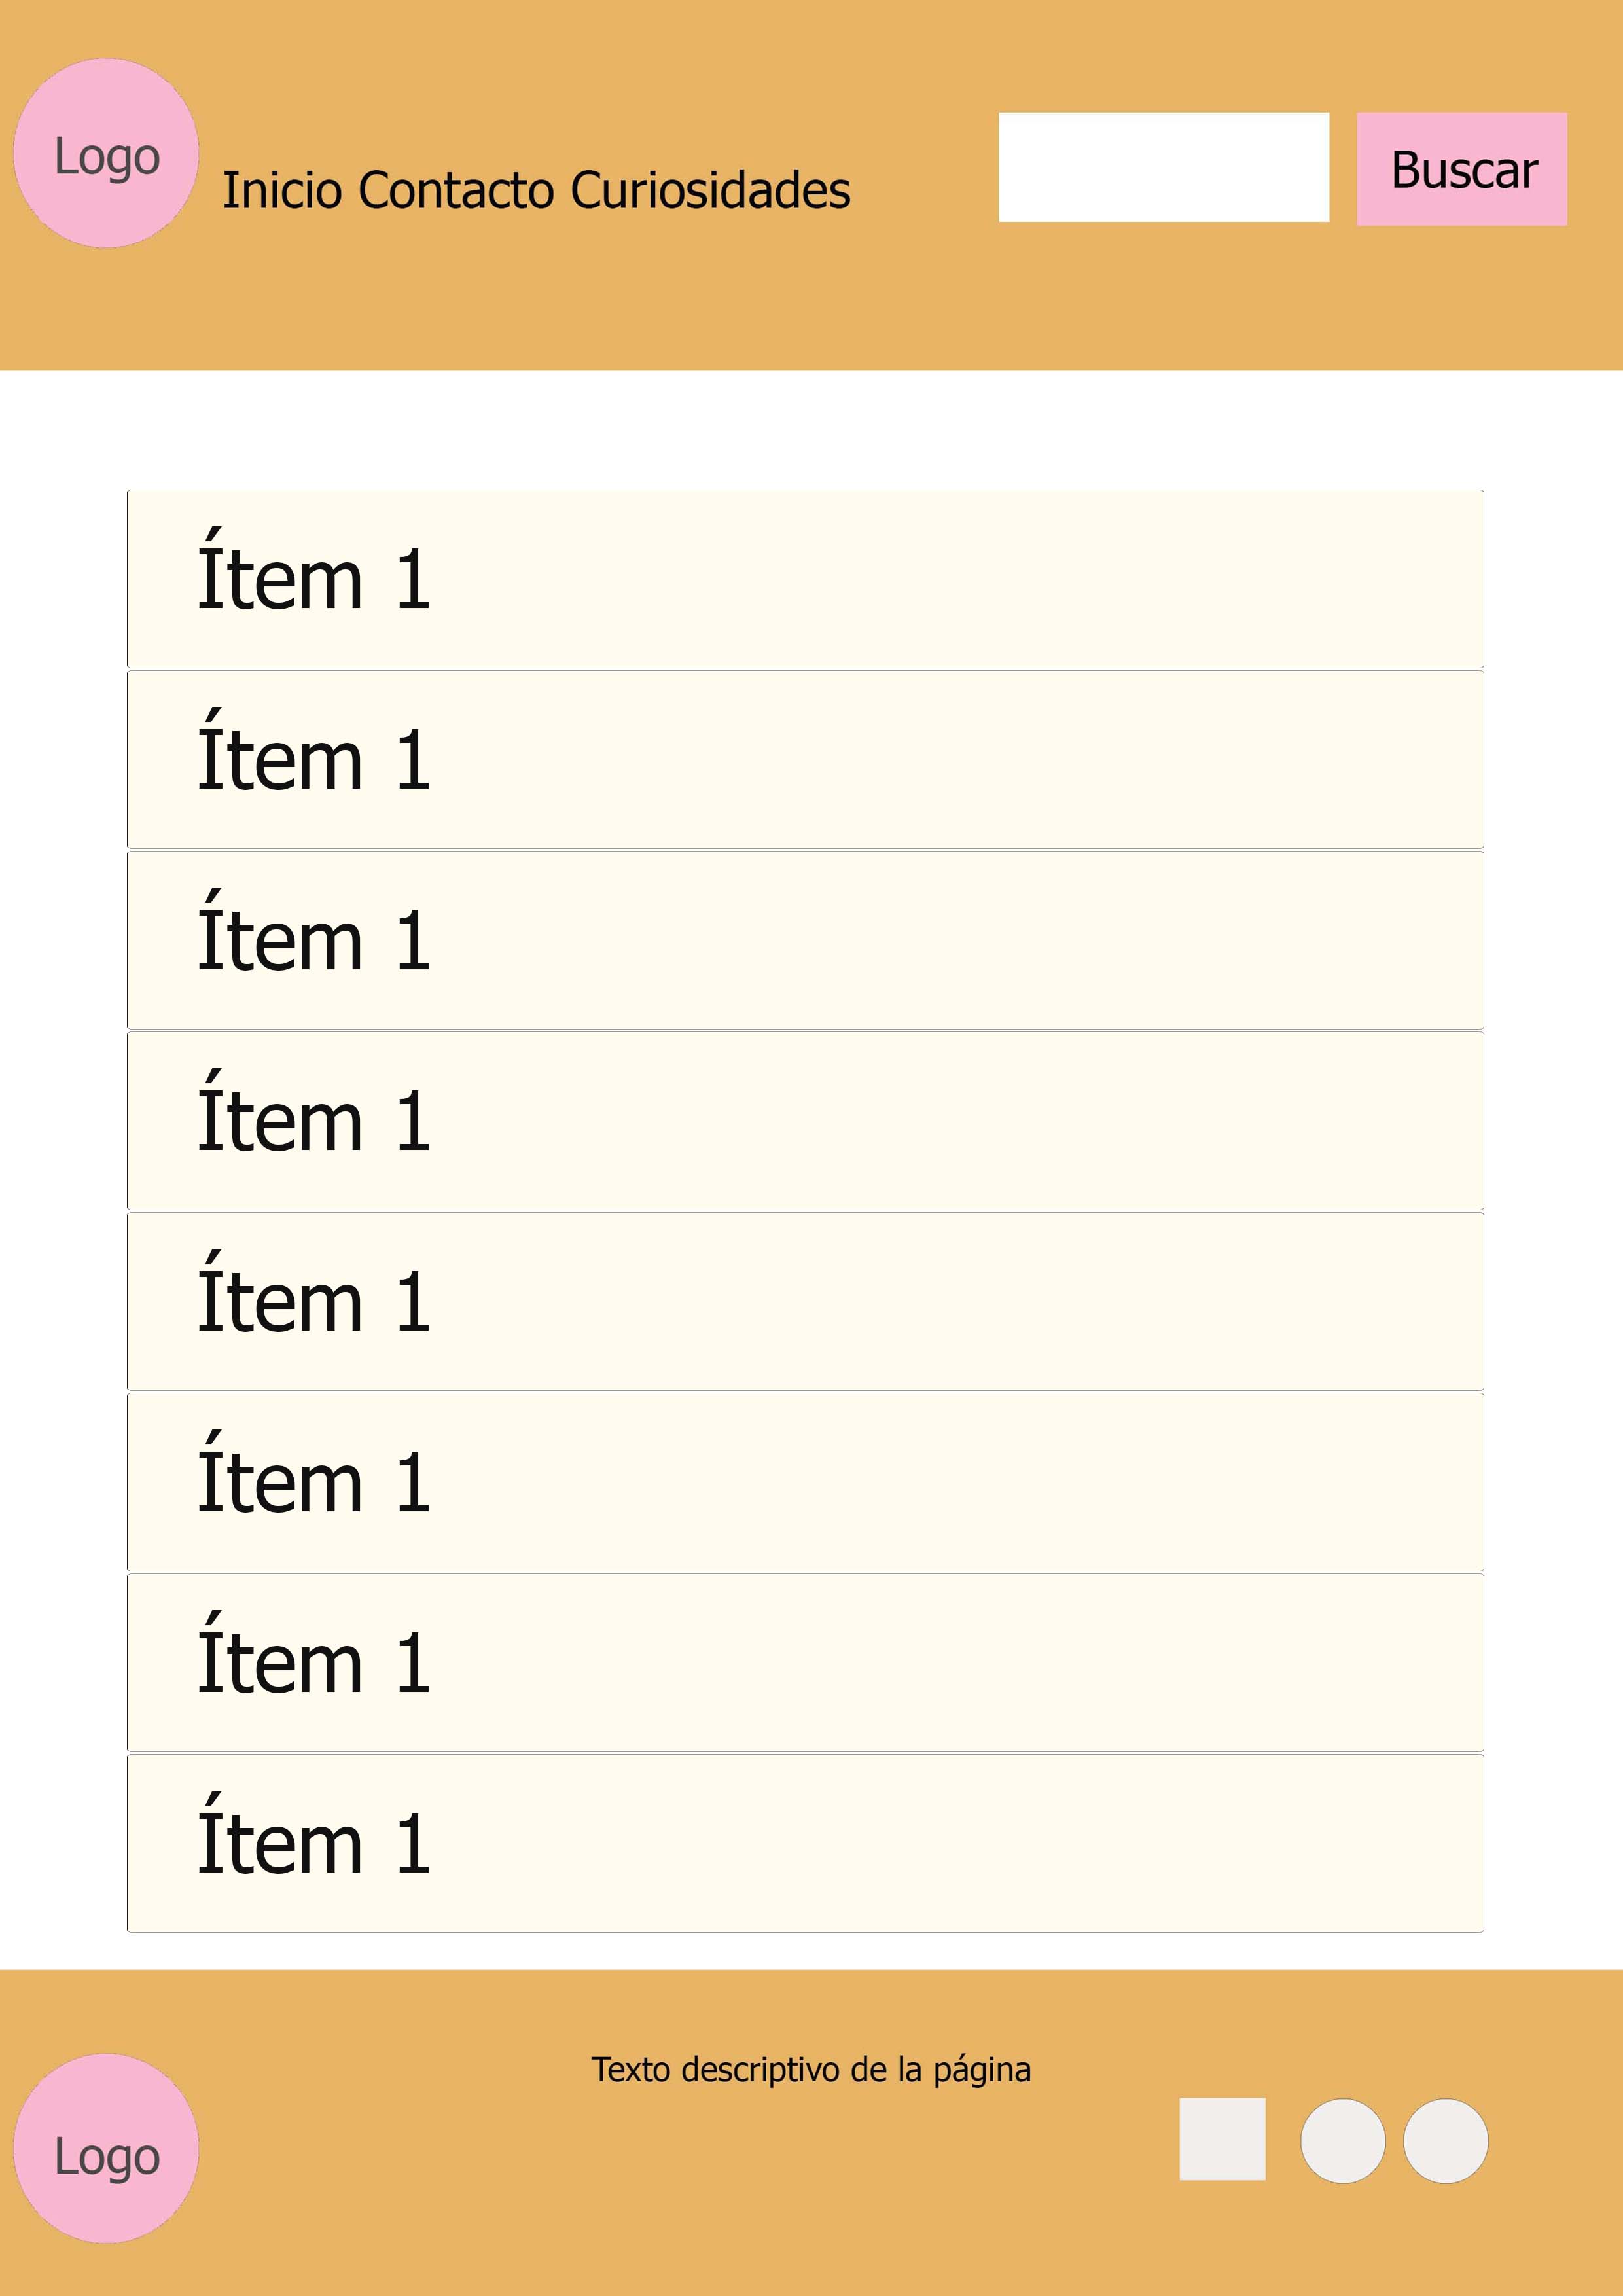 Logo
Inicio Contacto Curiosidades
Buscar
Ítem 1
Ítem 1
Ítem 1
Ítem 1
Ítem 1
Ítem 1
Ítem 1
Ítem 1
Texto descriptivo de la página
Logo